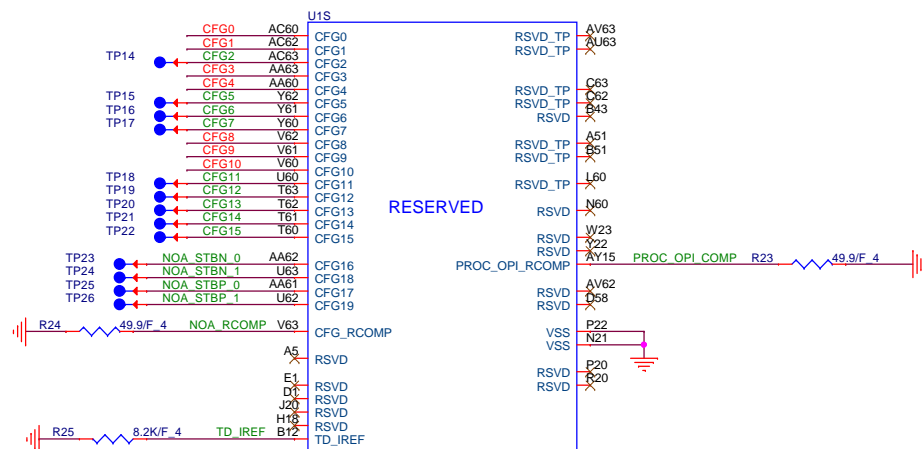 U1S
CFG0 AC60 CFG0 RSVD_TP AV63
CFG1 AC62 CFG1 RSVD_TP AU63
TP14 CFG2 AC63 CFG2
CFG3 AA63 CFG3
CFG4 AA60 CFG4 RSVD_TP C63
TP15 CFG5 Y62 CFG5 RSVD_TP C62
TP16 CFG6 Y61 CFG6 RSVD B43
TP17 CFG7 Y60 CFG7
CFG8 V62 CFG8 RSVD_TP A51
CFG9 V61 CFG9 RSVD_TP B51
CFG10 V60 CFG10
TP18 CFG11 U60 CFG11 RSVD_TP L60
TP19 CFG12 T63 CFG12
TP20 CFG13 T62 CFG13 RSVD N60
RESERVED
TP21 CFG14 T61 CFG14
TP22 CFG15 T60 CFG15 RSVD W23
RSVD Y22
TP23 NOA_STBN_0 AA62 CFG16 PROC_OPI_RCOMP AY15 PROC_OPI_COMP R23 49.9/F_4
TP24 NOA_STBN_1 U63 CFG18
TP25 NOA_STBP_0 AA61 CFG17 RSVD AV62
TP26 NOA_STBP_1 U62 CFG19 RSVD D58
R24 49.9/F_4 NOA_RCOMP V63 CFG_RCOMP VSS P22
VSS N21
A5 RSVD
RSVD P20
E1 RSVD RSVD R20
D1 RSVD
J20 RSVD
H18 RSVD
R25 8.2K/F_4 TD_IREF B12 TD_IREF